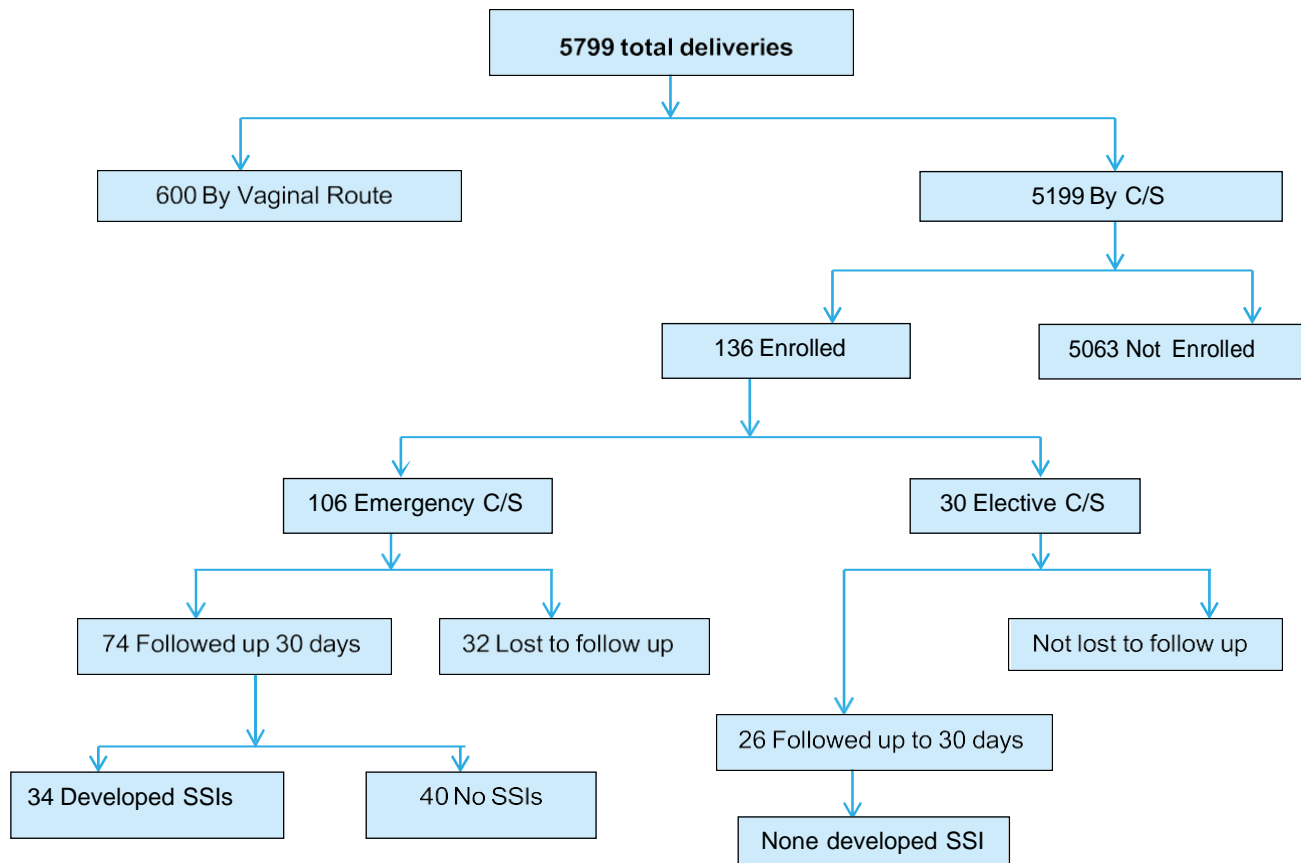 5799 total deliveries
600 By Vaginal Route
5199 By C/S
136 Enrolled
5063 Not Enrolled
106 Emergency C/S
30 Elective C/S
74 Followed up 30 days
32 Lost to follow up
Not lost to follow up
26 Followed up to 30 days
34 Developed SSIs
40 No SSIs
None developed SSI